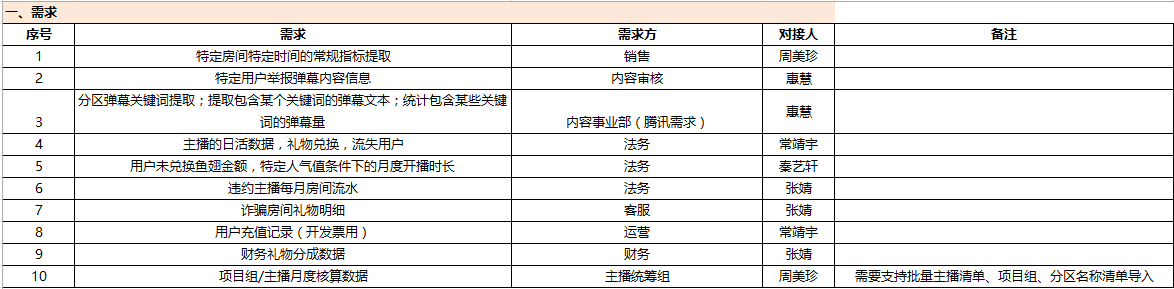 一、需求
序号 需求 需求方 对接人 备注
1 特定房间特定时间的常规指标提取 销售 周美珍
2 特定用户举报弹幕内容信息 内容审核 惠慧
3 分区弹幕关键词提取；提取包含某个关键词的弹幕文本；统计包含某些关键
词的弹幕量 内容事业部（腾讯需求） 惠慧
4 主播的日活数据，礼物兑换，流失用户 法务 常靖宇
5 用户未兑换鱼翅金额，特定人气值条件下的月度开播时长 法务 秦艺轩
6 违约主播每月房间流水 法务 张婧
7 诈骗房间礼物明细 客服 张婧
8 用户充值记录（开发票用） 运营 常靖宇
9 财务礼物分成数据 财务 张婧
10 项目组/主播月度核算数据 主播统筹组 周美珍 需要支持批量主播清单、项目组、分区名称清单导入